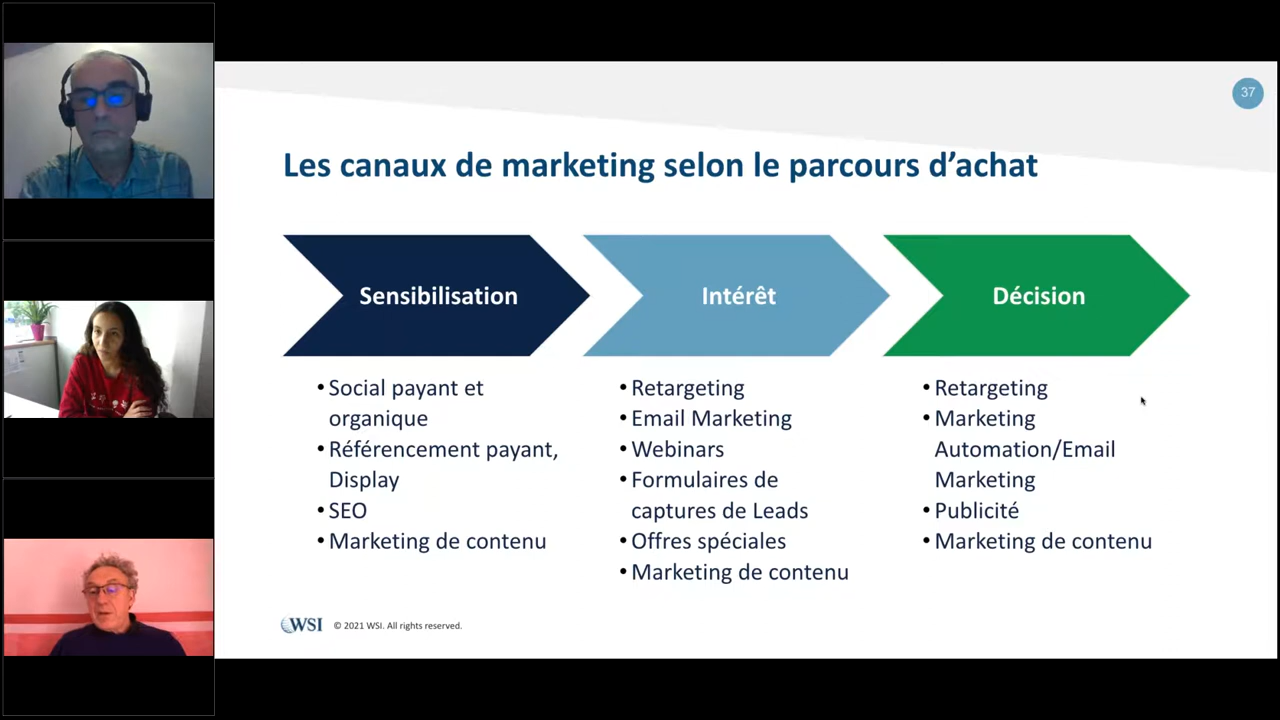 37
Les canaux de marketing selon le parcours d’achat
Sensibilisation
Intérêt
Décision
• Social payant et
organique
• Référencement payant,
Display
• SEO
• Marketing de contenu
• Retargeting
• Email Marketing
• Webinars
• Formulaires de
captures de Leads
• Offres spéciales
• Marketing de contenu
• Retargeting
• Marketing
Automation/Email
Marketing
• Publicité
• Marketing de contenu
WSI © 2021 WSI. All rights reserved.